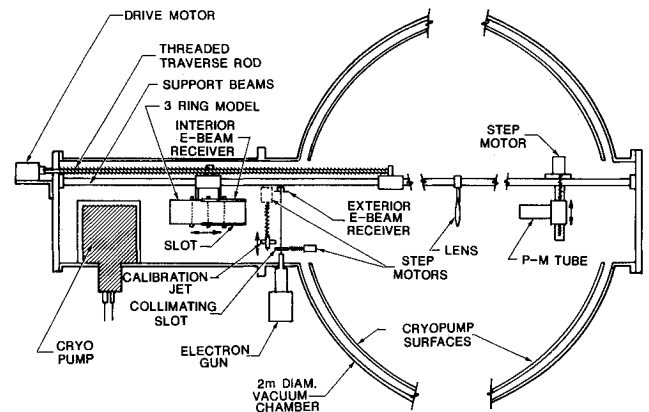 DRIVE MOTOR
THREADED
TRAVERSE ROD
SUPPORT BEAMS
3 RING MODEL
INTERIOR
E-BEAM
RECEIVER
STEP
MOTOR
EXTERIOR
E-BEAM
RECEIVER
SLOT
LENS
P-M TUBE
CALIBRATION
JET
STEP
MOTORS
COLLIMATING
SLOT
CRYO
PUMP
ELECTRON
GUN
CRYOPUMP
SURFACES
2m DIAM.
VACUUM
CHAMBER